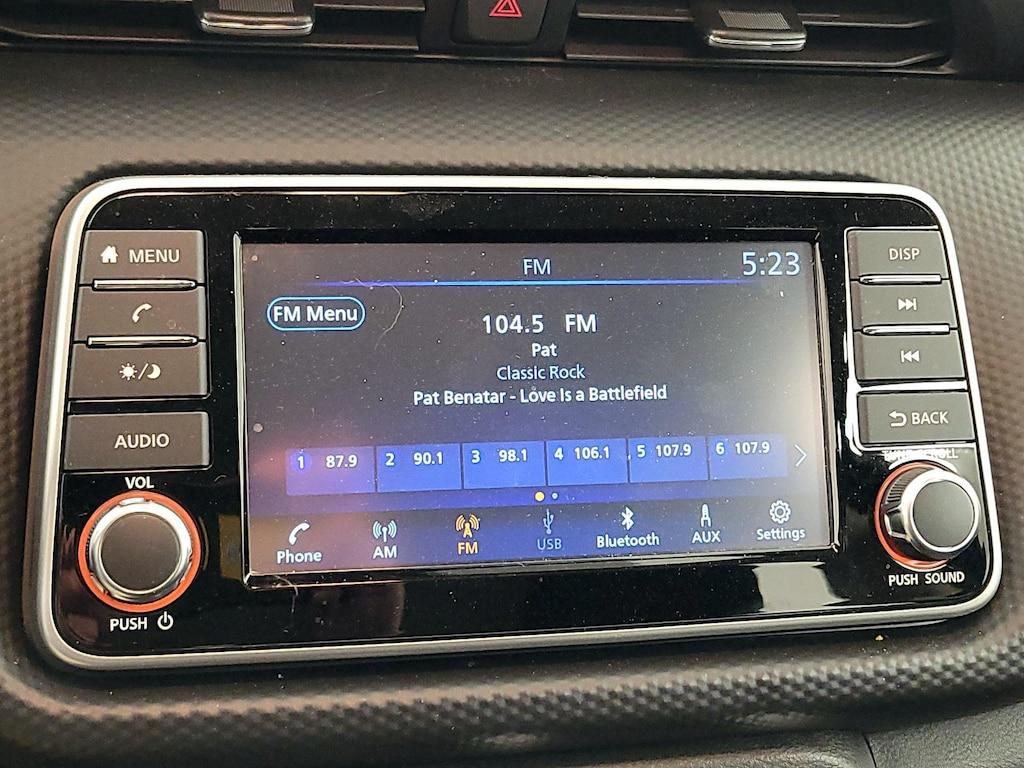 MENU
AUDIO
VOL
PUSH
FM
5:23
FM Menu
104.5 FM
Pat
Classic Rock
Pat Benatar - Love Is a Battlefield
1 87.9
2 90.1
3 98.1
4 106.1
5 107.9
6 107.9
Phone
AM
FM
USB
Bluetooth
AUX
Settings
DISP
BACK
TUNE SCROLL
PUSH SOUND